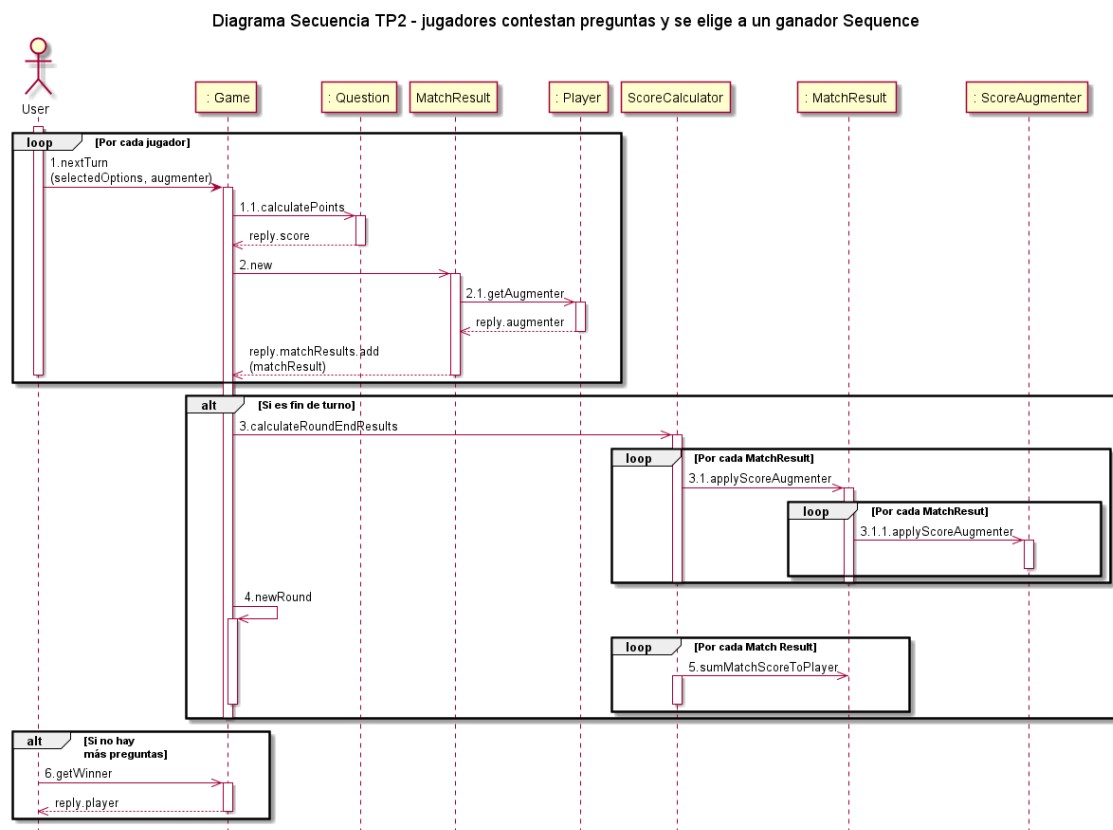 Diagrama Secuencia TP2 - jugadores contestan preguntas y se elige a un ganador Sequence
User
: Game
: Question
MatchResult
: Player
ScoreCalculator
: MatchResult
: ScoreAugmenter
loop
[Por cada jugador]
1.nextTurn
(selectedOptions, augmenter)
1.1.calculatePoints
reply.score
2.new
2.1.getAugmenter
reply.augmenter
reply.matchResults.add
(matchResult)
alt
[Si es fin de turno]
3.calculateRoundEndResults
loop
[Por cada MatchResult]
3.1.applyScoreAugmenter
loop
[Por cada MatchResut]
3.1.1.applyScoreAugmenter
4.newRound
loop
[Por cada Match Result]
5.sumMatchScoreToPlayer
alt
[Si no hay
más preguntas]
6.getWinner
reply.player